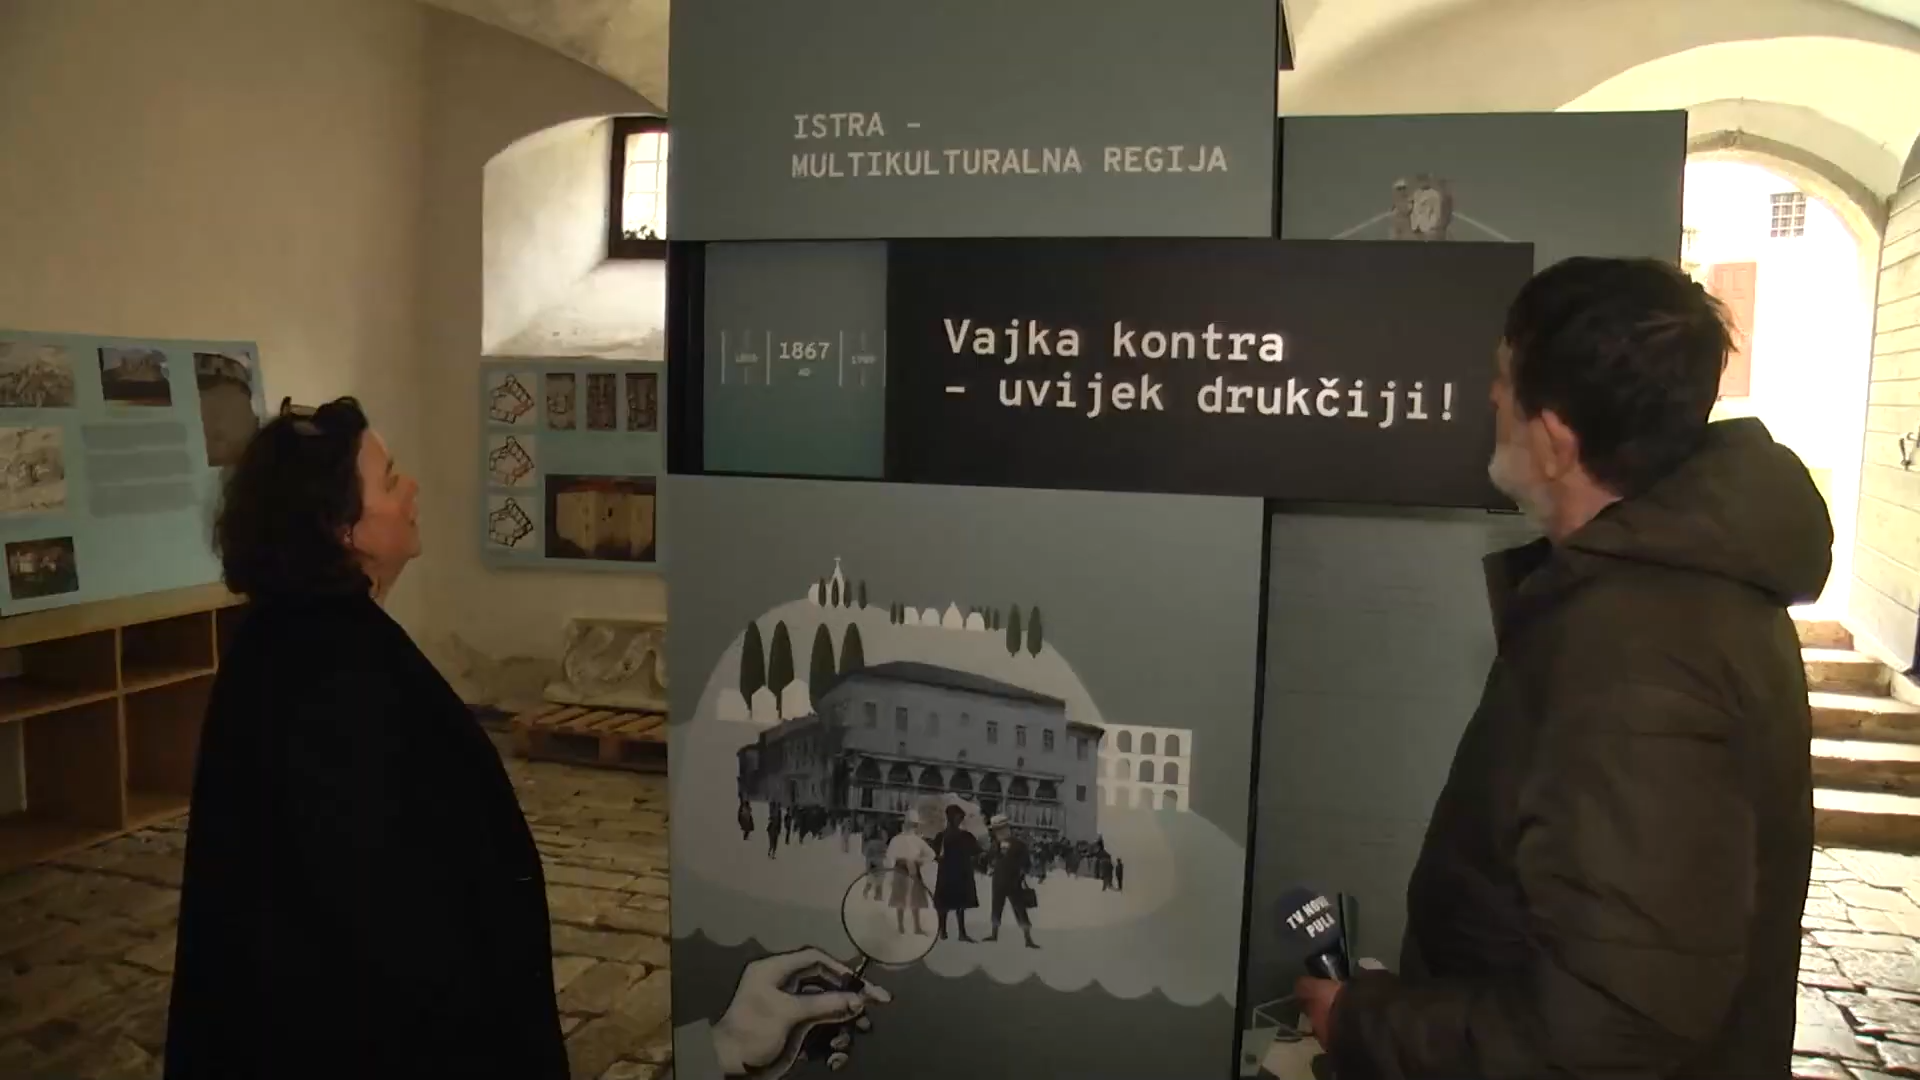 ISTRA –
MULTIKULTURALNA REGIJA
1867
Vajka kontra
– uvijek drukčiji!
TV NOVA
PULA